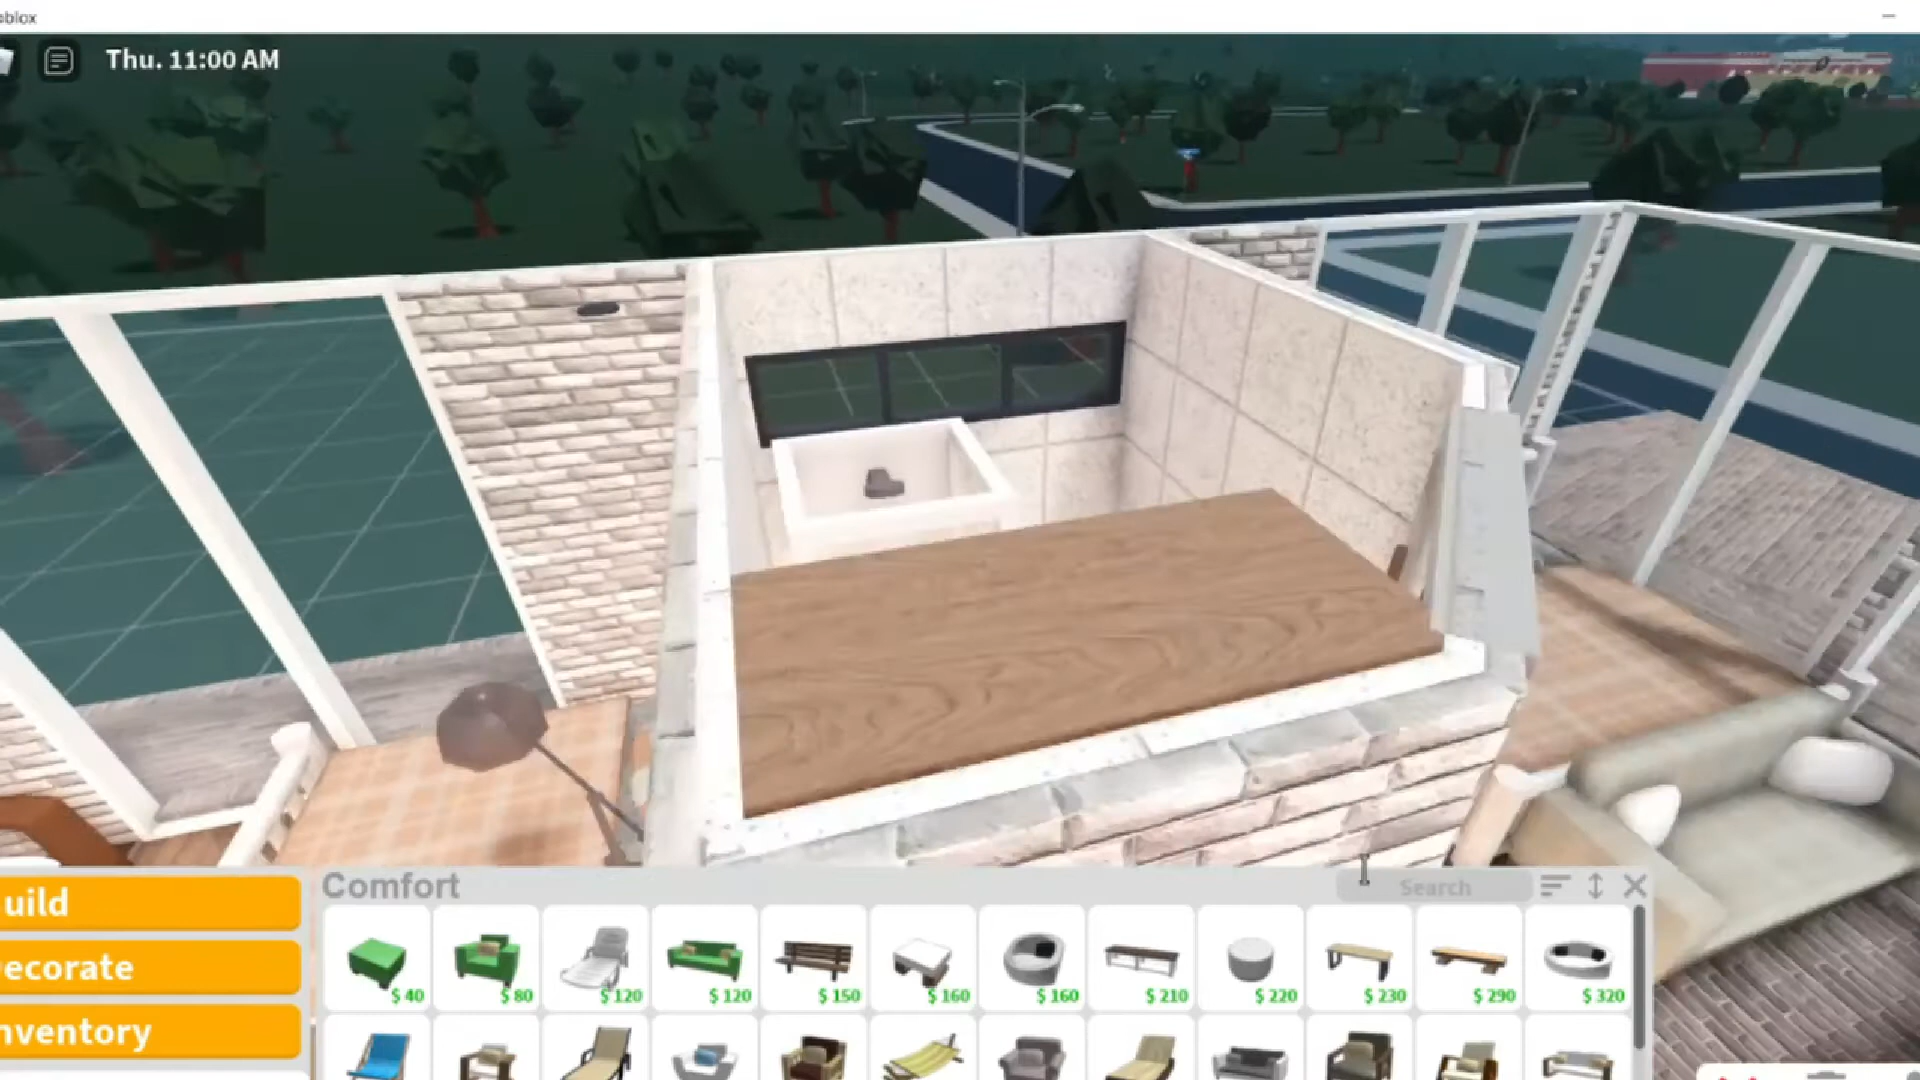 oblox
Thu. 11:00 AM
uild
ecorate
nventory
Comfort
Search
$ 40
$ 80
$ 120
$ 120
$ 150
$ 160
$ 160
$ 210
$ 220
$ 230
$ 290
$ 320